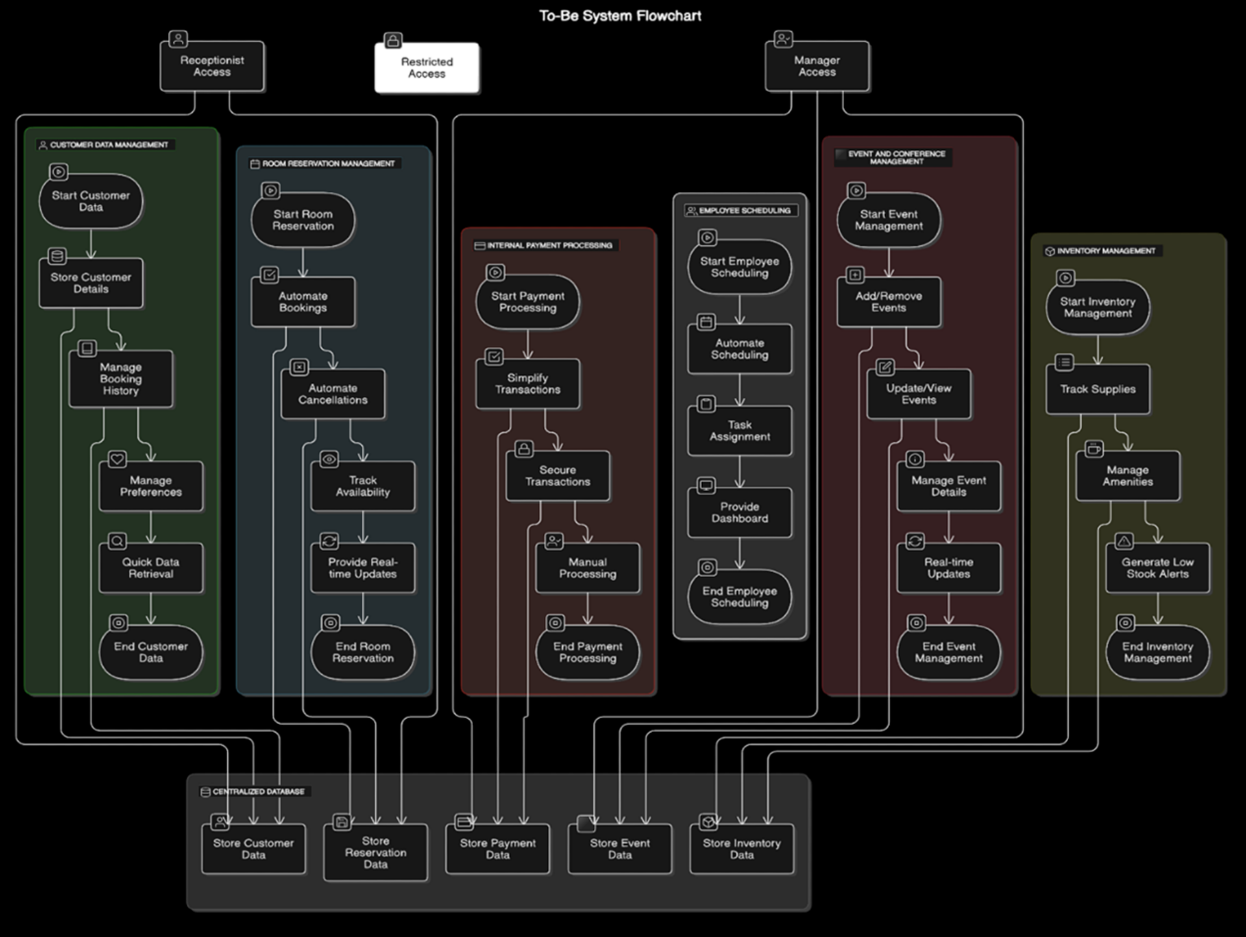 To-Be System Flowchart
Receptionist
Access
Restricted
Access
Manager
Access
CUSTOMER DATA MANAGEMENT
Start Customer
Data
Store Customer
Details
Manage
Booking
History
Manage
Preferences
Quick Data
Retrieval
End Customer
Data
ROOM RESERVATION MANAGEMENT
Start Room
Reservation
Automate
Bookings
Automate
Cancellations
Track
Availability
Provide Real-
time Updates
End Room
Reservation
INTERNAL PAYMENT PROCESSING
Start Payment
Processing
Simplify
Transactions
Secure
Transactions
Manual
Processing
End Payment
Processing
EMPLOYEE SCHEDULING
Start Employee
Scheduling
Automate
Scheduling
Task
Assignment
Provide
Dashboard
End Employee
Scheduling
EVENT AND CONFERENCE
MANAGEMENT
Start Event
Management
Add/Remove
Events
Update/View
Events
Manage Event
Details
Real-time
Updates
End Event
Management
INVENTORY MANAGEMENT
Start Inventory
Management
Track Supplies
Manage
Amenities
Generate Low
Stock Alerts
End Inventory
Management
CENTRALIZED DATABASE
Store Customer
Data
Store
Reservation
Data
Store Payment
Data
Store Event
Data
Store Inventory
Data